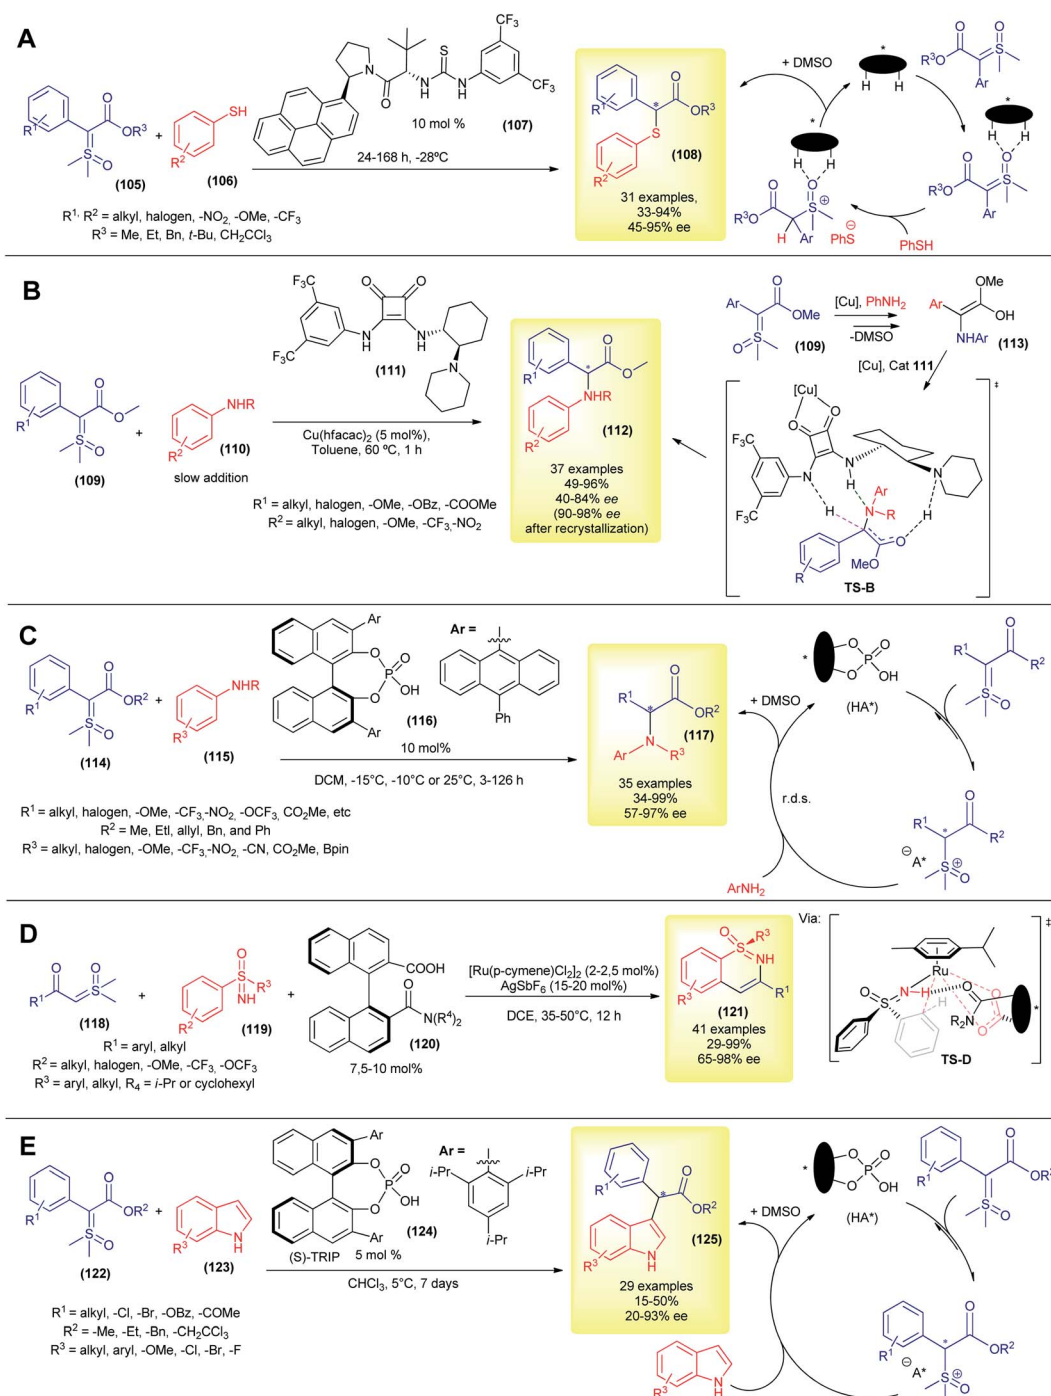 A
R1
O
OR3
S
O
(105)
+
SH
R2
(106)
N
O
N
H
S
N
H
CF3
CF3
10 mol %
(107)
24-168 h, -28ºC
R1, R2 = alkyl, halogen, -NO2, -OMe, -CF3
R3 = Me, Et, Bn, t-Bu, CH2CCl3
R1
*
O
OR3
S
R2
(108)
31 examples,
33-94%
45-95% ee
+ DMSO
*
H H
O
R3O
Ar
O
S
*
H H
O
R3O
Ar
O
S
PhSH
*
H H
O
R3O
H
Ar
O
S
⊕
⊖
PhS
B
R1
O
O
S
O
(109)
+
NHR
R2
(110)
slow addition
F3C
CF3
O O
N
H
N
H
N
(111)
Cu(hfacac)2 (5 mol%),
Toluene, 60 ºC, 1 h
R1 = alkyl, halogen, -OMe, -OBz, -COOMe
R2 = alkyl, halogen, -OMe, -CF3,-NO2
R1
*
O
O
NHR
R2
(112)
37 examples
49-96%
40-84% ee
(90-98% ee
after recrystallization)
Ar
O
OMe
S
O
(109)
[Cu], PhNH2
-DMSO
OMe
Ar
OH
NHAr
(113)
[Cu], Cat 111
‡
[Cu]
O O
F3C
F3C
N
N
H
N
H
Ar
N
R
H
MeO
O
R
TS-B
C
R1
O
OR2
S
O
(114)
+
NHR
R3
(115)
Ar
O
O
P
O
OH
Ar
Ar =
Ph
(116)
10 mol%
DCM, -15°C, -10°C or 25°C, 3-126 h
R1 = alkyl, halogen, -OMe, -CF3,-NO2, -OCF3, CO2Me, etc
R2 = Me, Etl, allyl, Bn, and Ph
R3 = alkyl, halogen, -OMe, -CF3,-NO2, -CN, CO2Me, Bpin
R1
*
O
OR2
N
Ar
R3
(117)
35 examples
34-99%
57-97% ee
+ DMSO
*
O
O
P
O
OH
(HA*)
R1
O
R2
S
O
r.d.s.
ArNH2
R1
*
O
R2
⊖
A*
S
⊕
O
D
O
R1
O
S
(118)
+
O
S
R3
NH
R2
(119)
+
COOH
O
N(R4)2
(120)
7,5-10 mol%
[Ru(p-cymene)Cl2]2 (2-2,5 mol%)
AgSbF6 (15-20 mol%)
DCE, 35-50°C, 12 h
R1 = aryl, alkyl
R2 = alkyl, halogen, -OMe, -CF3, -OCF3
R3 = aryl, alkyl, R4 = i-Pr or cyclohexyl
O
S
R3
NH
R3
R1
(121)
41 examples
29-99%
65-98% ee
Via:
‡
Ru
O
S
N
H
H
O
O
O
R2N
*
TS-D
E
R1
O
OR2
S
O
(122)
+
R3
N
H
(123)
Ar
O
O
P
O
OH
Ar
(S)-TRIP
Ar =
i-Pr
i-Pr
i-Pr
(124)
5 mol %
CHCl3, 5°C, 7 days
R1 = alkyl, -Cl, -Br, -OBz, -COMe
R2 = -Me, -Et, -Bn, -CH2CCl3
R3 = alkyl, aryl, -OMe, -Cl, -Br, -F
R1
*
O
OR2
R3
N
H
(125)
29 examples
15-50%
20-93% ee
+ DMSO
*
O
O
P
O
OH
(HA*)
R1
O
OR2
S
O
R3
N
H
R1
*
O
OR2
⊖
A*
S
⊕
O